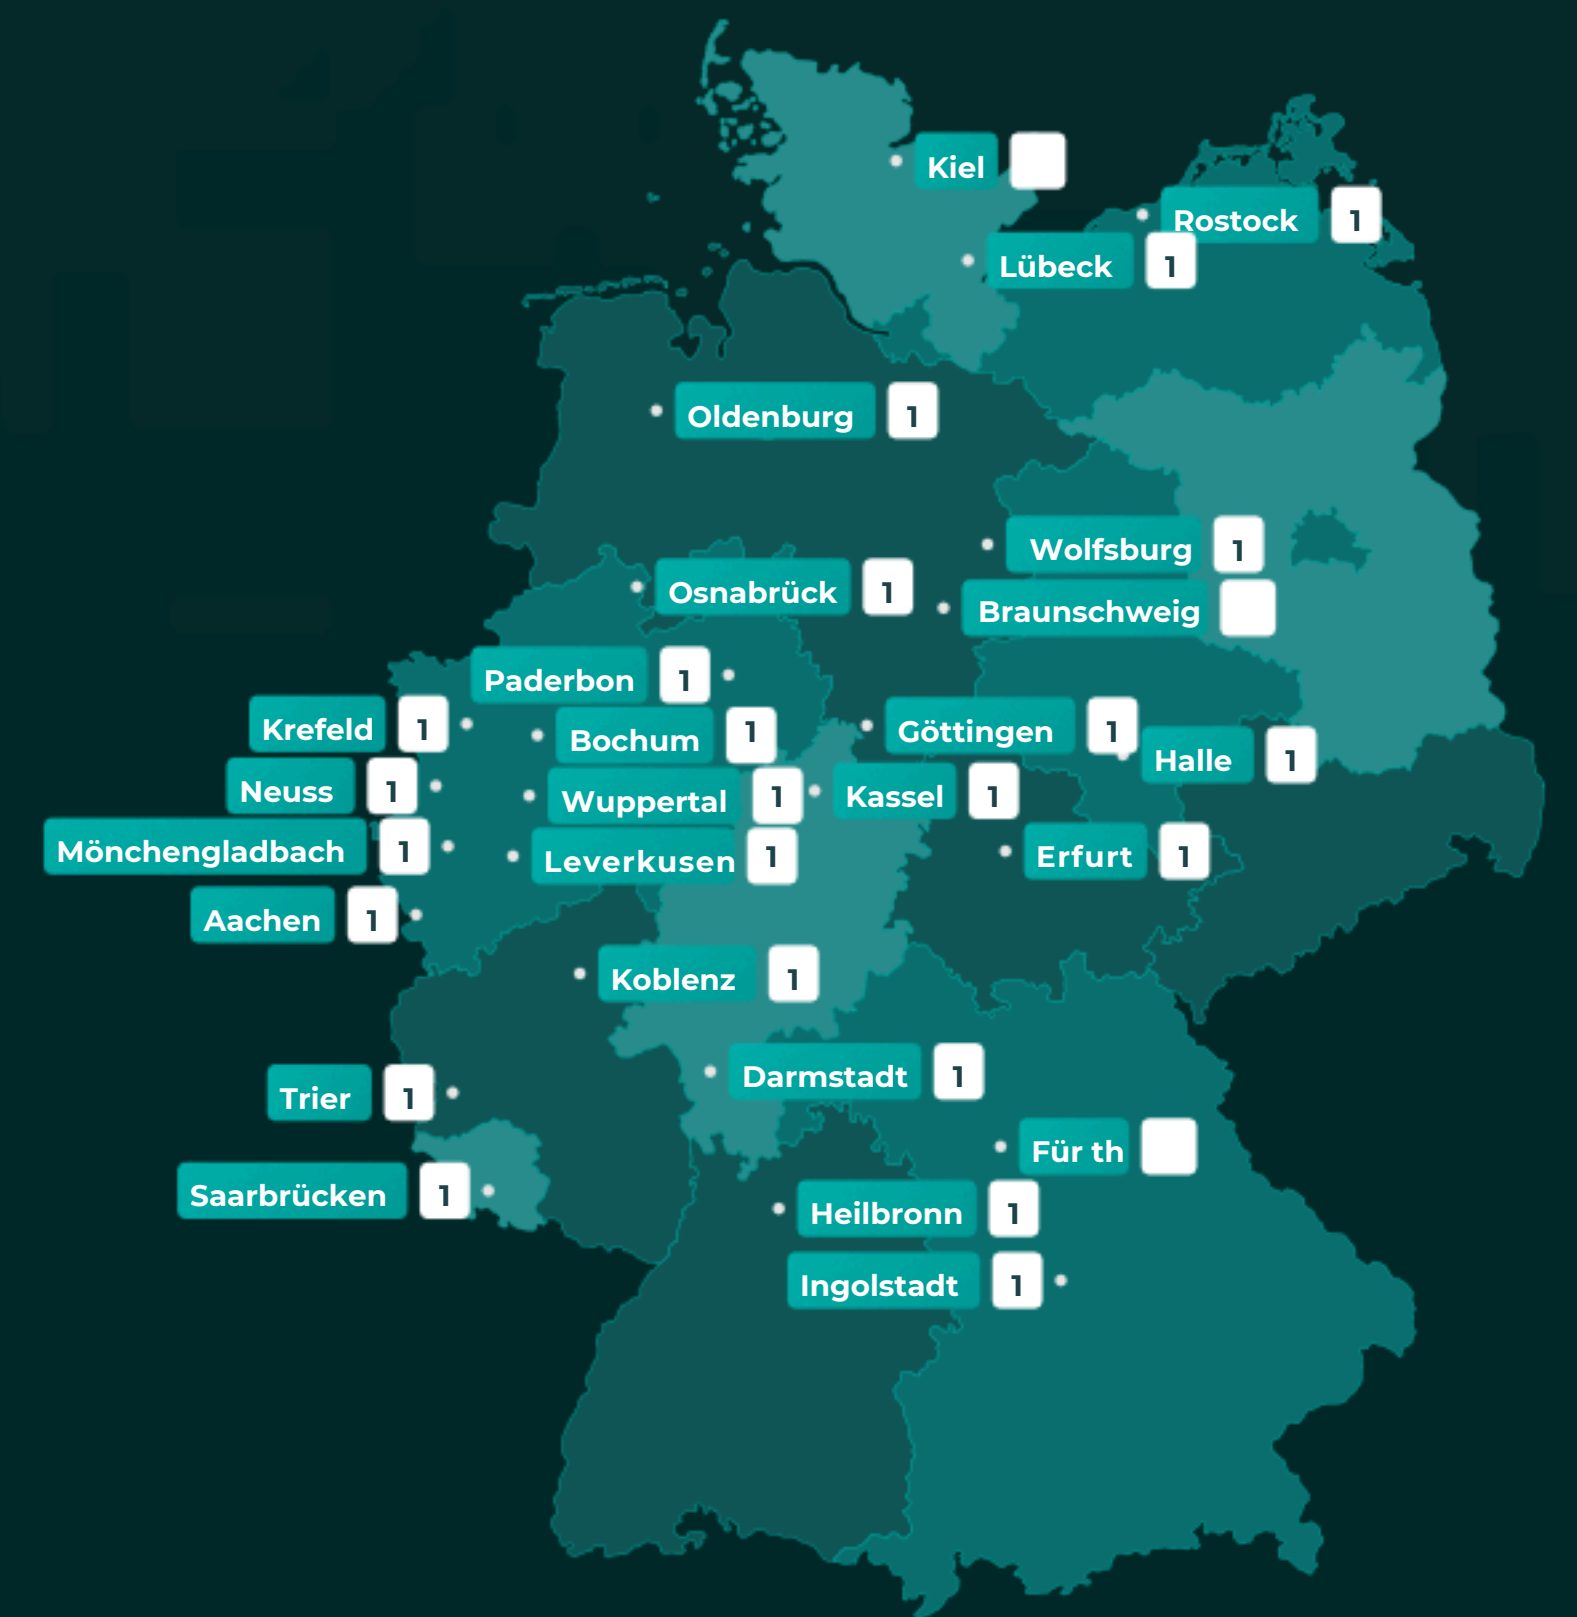 Kiel
Rostock 1
Lübeck 1
Oldenburg 1
Wolfsburg 1
Osnabrück 1
Braunschweig
Paderbon 1
Krefeld 1
Bochum 1
Göttingen 1
Halle 1
Neuss 1
Wuppertal 1
Kassel 1
Mönchengladbach 1
Leverkusen 1
Erfurt 1
Aachen 1
Koblenz 1
Darmstadt 1
Trier 1
Für th
Saarbrücken 1
Heilbronn 1
Ingolstadt 1